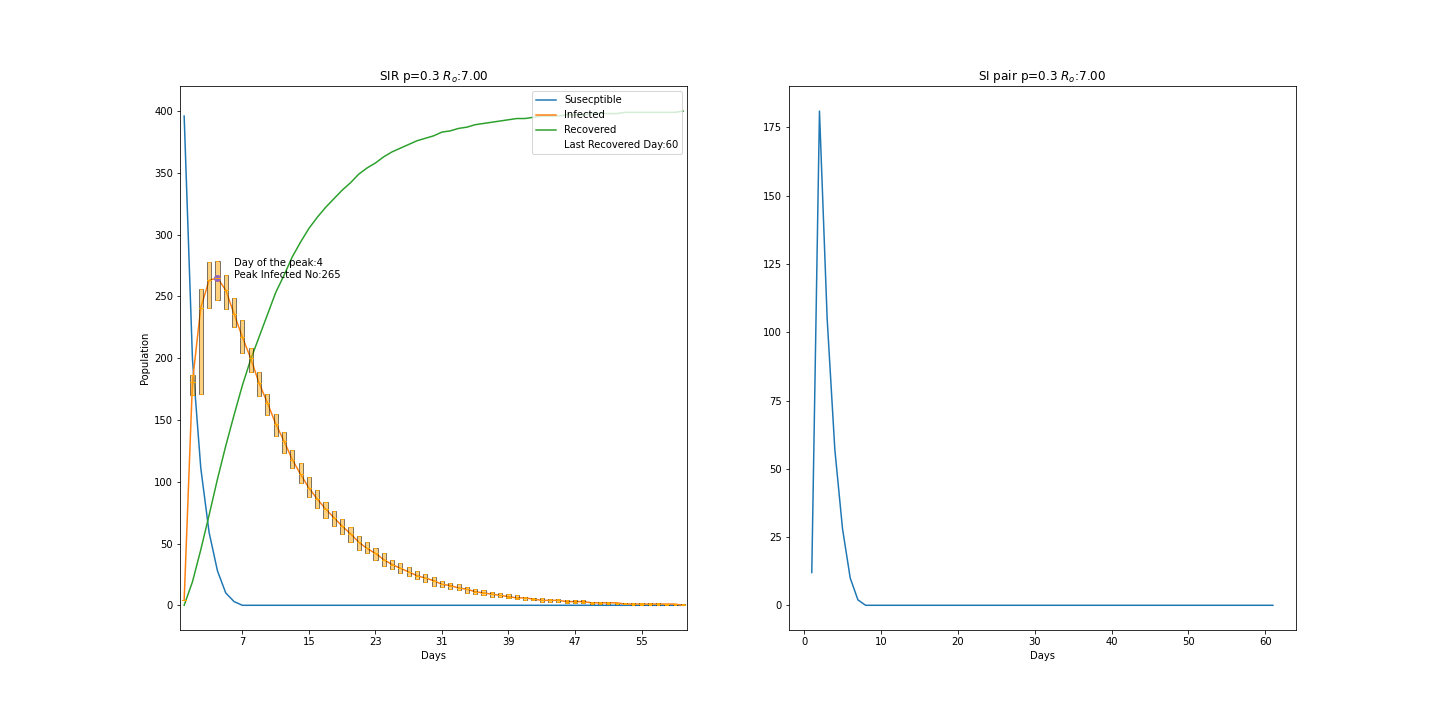 SIR p=0.3 Rₒ:7.00
Susecptible
Infected
Recovered
Last Recovered Day:60
Day of the peak:4
Peak Infected No:265
Population
400
350
300
250
200
150
100
50
0
7 15 23 31 39 47 55
Days
SI pair p=0.3 Rₒ:7.00
175
150
125
100
75
50
25
0
0 10 20 30 40 50 60
Days